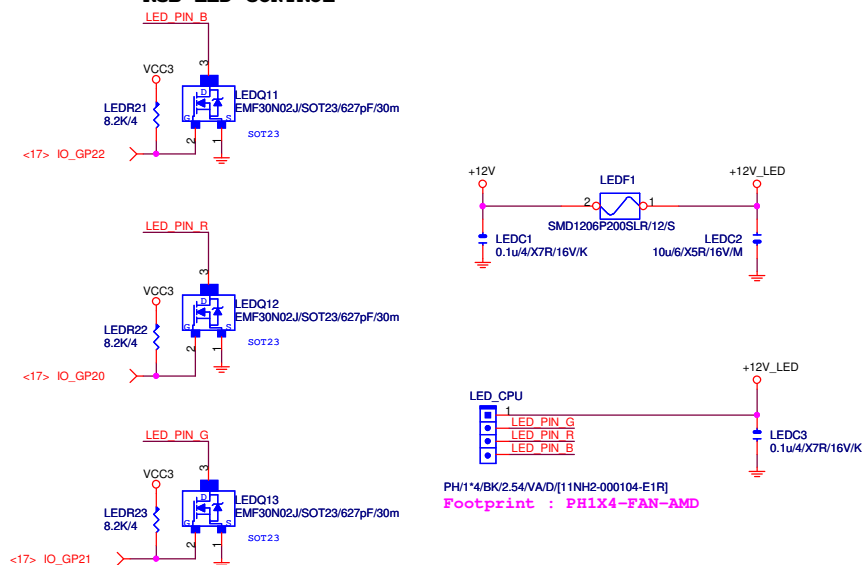 RGB LED CONTROL
LED_PIN_B
3
VCC3
D
LEDQ11
LEDR21
EMF30N02J/SOT23/627pF/30m
8.2K/4
G
S
SOT23
2
1
<17> IO_GP22
LED_PIN_R
3
VCC3
D
LEDQ12
EMF30N02J/SOT23/627pF/30m
LEDR22
8.2K/4
G
S
SOT23
2
1
<17> IO_GP20
LED_PIN_G
3
VCC3
D
LEDQ13
LEDR23
EMF30N02J/SOT23/627pF/30m
8.2K/4
G
S
SOT23
2
1
<17> IO_GP21
+12V
LEDF1
+12V_LED
2
1
SMD1206P200SLR/12/S
LEDC1
0.1u/4/X7R/16V/K
LEDC2
10u/6/X5R/16V/M
+12V_LED
LED_CPU
1
LED_PIN_G
LED_PIN_R
LED_PIN_B
LEDC3
0.1u/4/X7R/16V/K
PH/1*4/BK/2.54/VA/D/[11NH2-000104-E1R]
Footprint : PH1X4-FAN-AMD